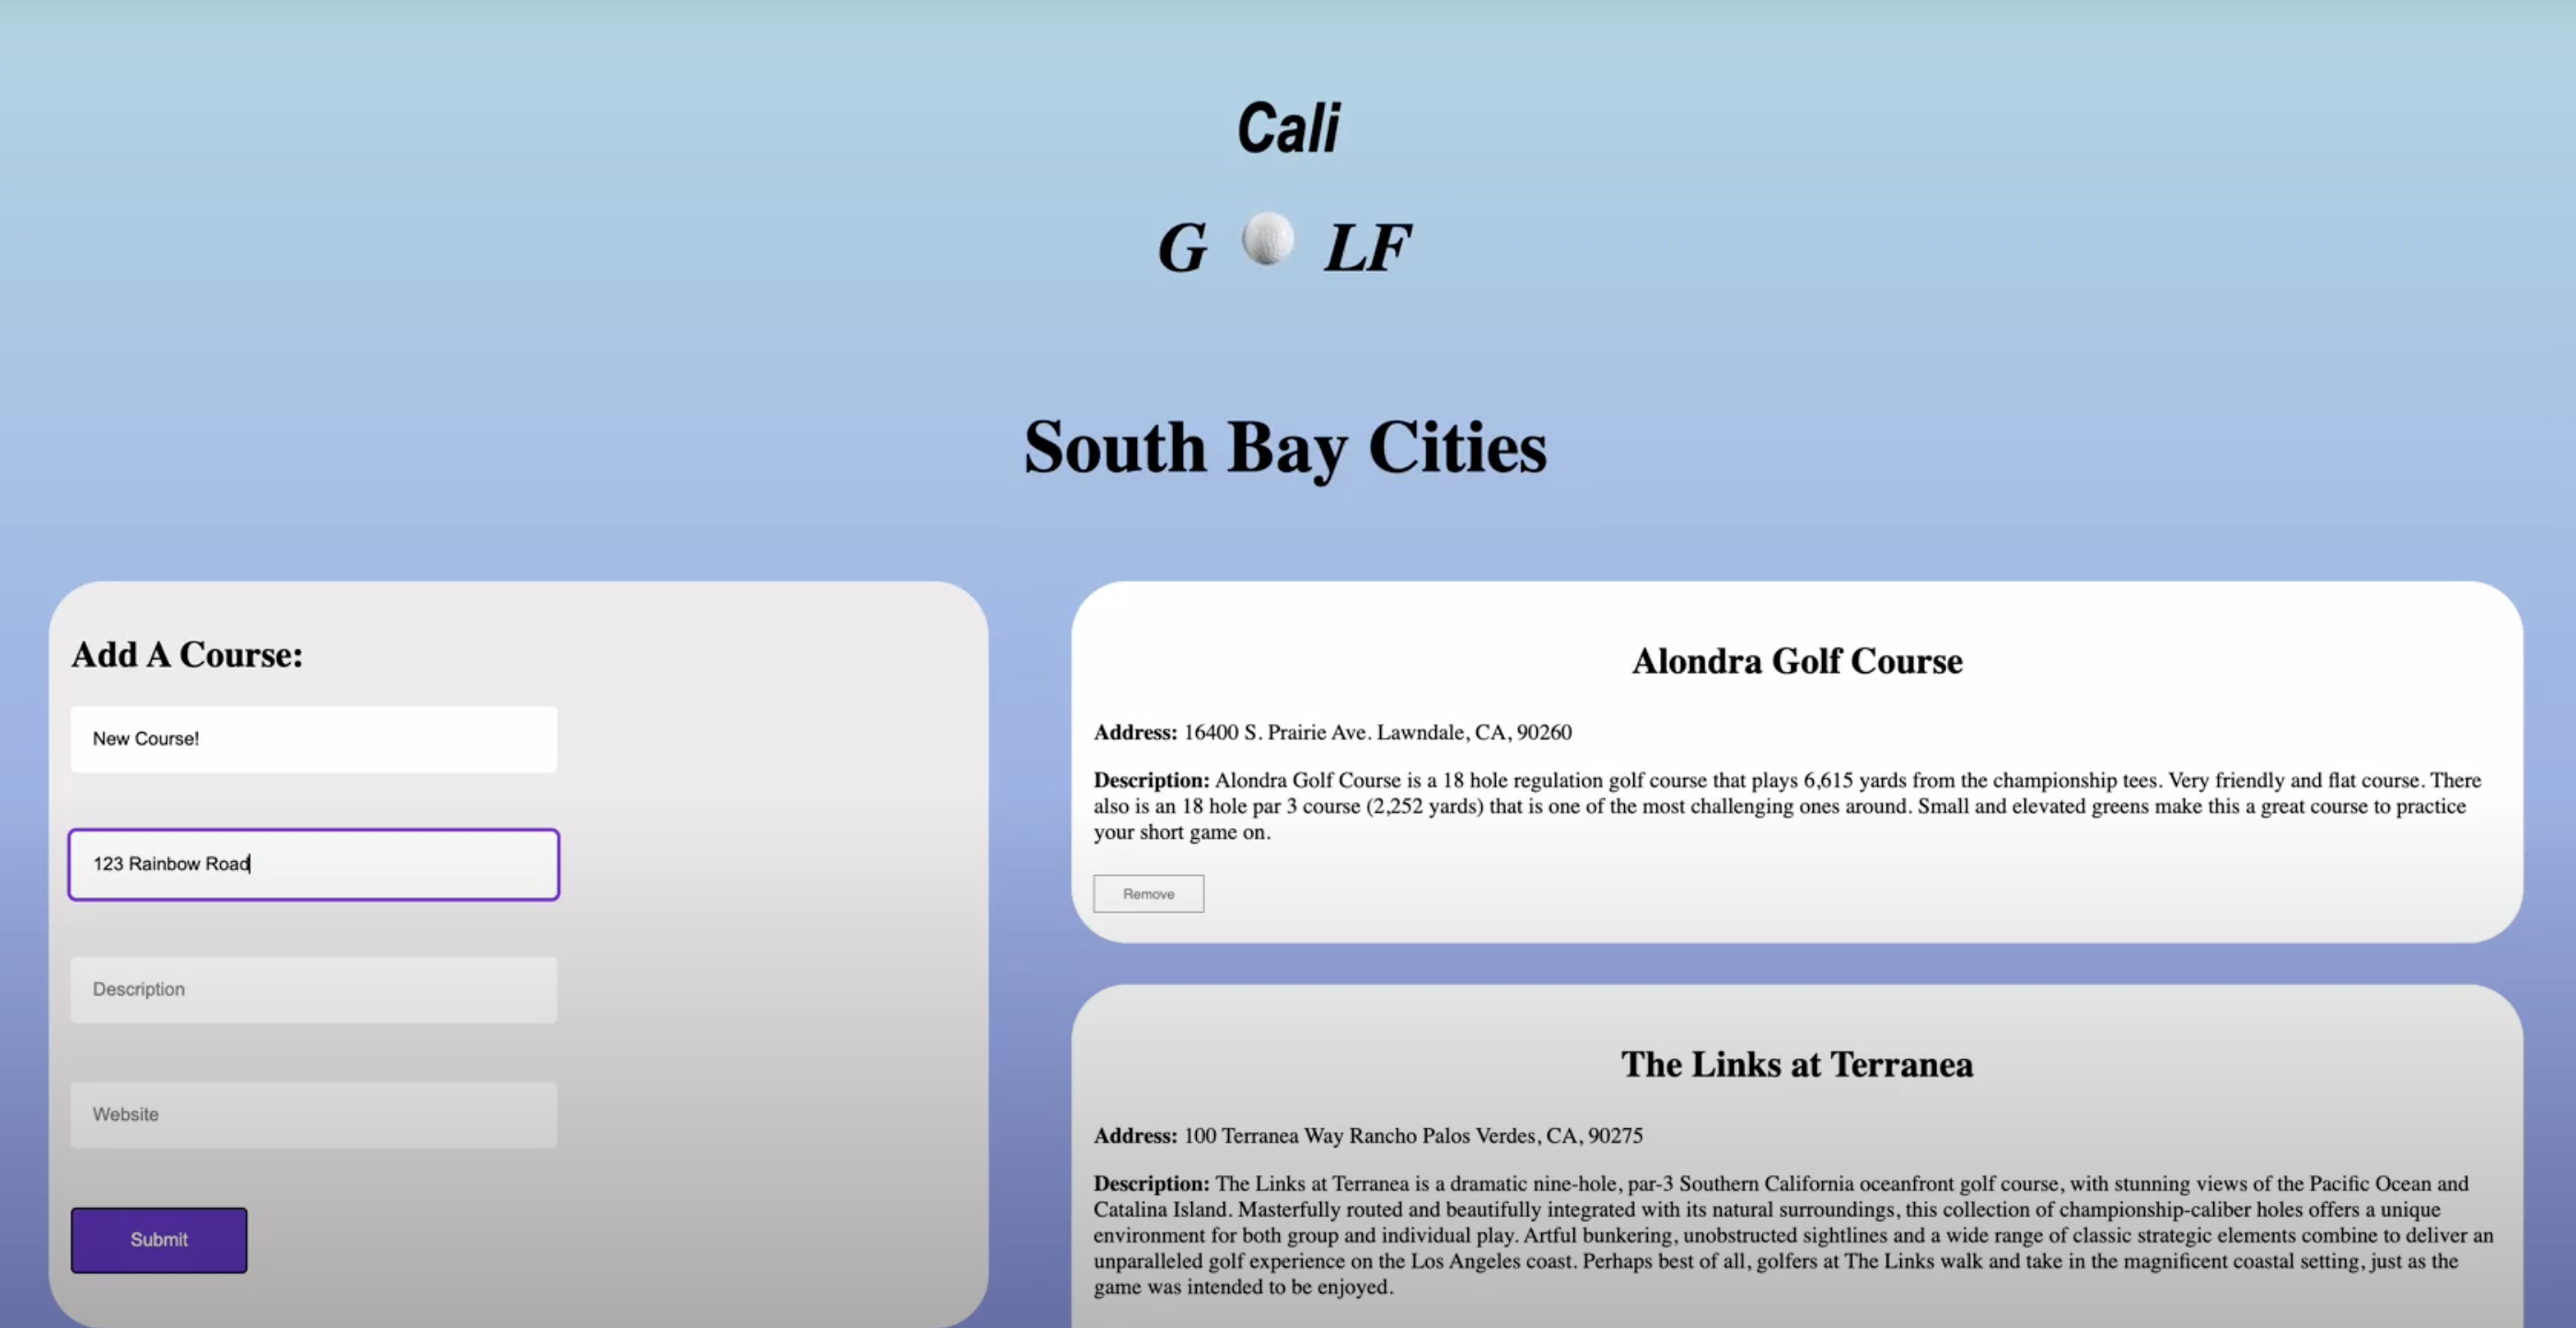 Cali
G LF
South Bay Cities
Add A Course:
New Course!
123 Rainbow Road
Description
Website
Submit
Alondra Golf Course
Address: 16400 S. Prairie Ave. Lawndale, CA, 90260
Description: Alondra Golf Course is a 18 hole regulation golf course that plays 6,615 yards from the championship tees. Very friendly and flat course. There
also is an 18 hole par 3 course (2,252 yards) that is one of the most challenging ones around. Small and elevated greens make this a great course to practice
your short game on.
Remove
The Links at Terranea
Address: 100 Terranea Way Rancho Palos Verdes, CA, 90275
Description: The Links at Terranea is a dramatic nine-hole, par-3 Southern California oceanfront golf course, with stunning views of the Pacific Ocean and
Catalina Island. Masterfully routed and beautifully integrated with its natural surroundings, this collection of championship-caliber holes offers a unique
environment for both group and individual play. Artful bunkering, unobstructed sightlines and a wide range of classic strategic elements combine to deliver an
unparalleled golf experience on the Los Angeles coast. Perhaps best of all, golfers at The Links walk and take in the magnificent coastal setting, just as the
game was intended to be enjoyed.